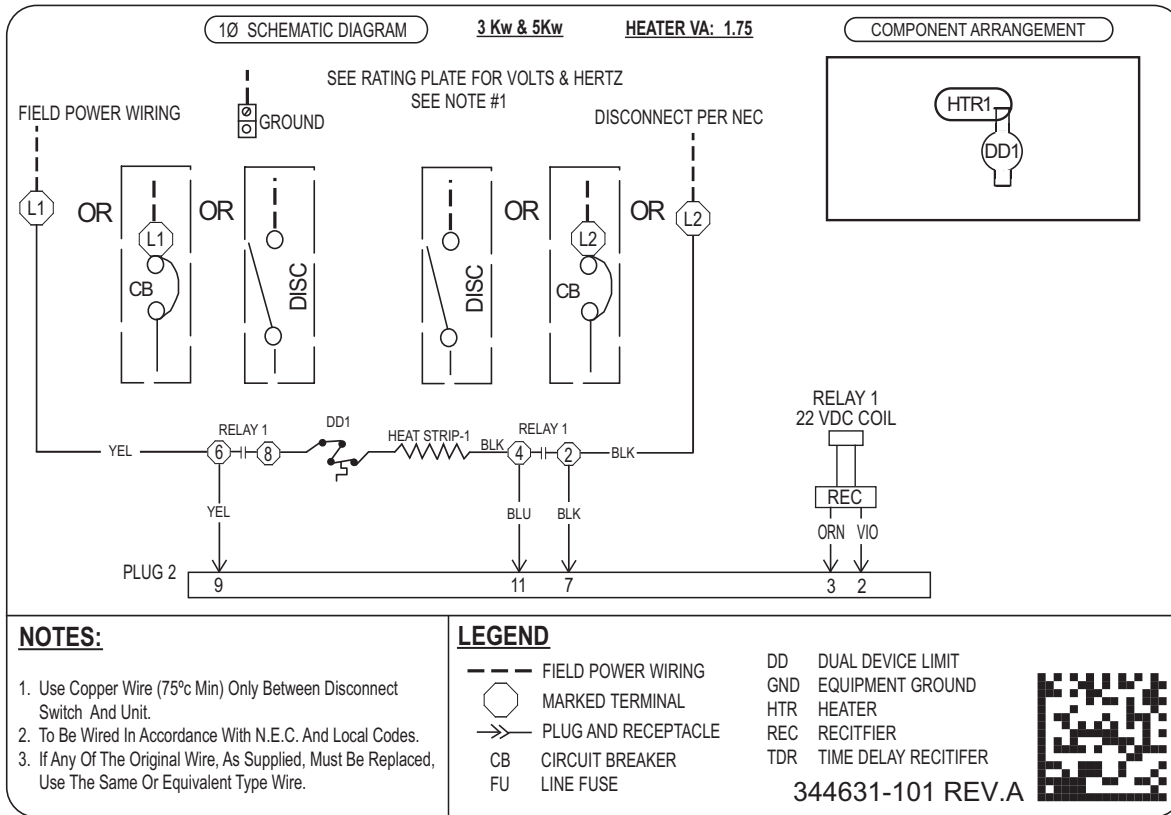 1Ø SCHEMATIC DIAGRAM
3 Kw & 5Kw
HEATER VA: 1.75
COMPONENT ARRANGEMENT
SEE RATING PLATE FOR VOLTS & HERTZ
SEE NOTE #1
FIELD POWER WIRING
GROUND
DISCONNECT PER NEC
HTR1
DD1
L1
OR
L1
CB
OR
DISC
DISC
OR
L2
CB
OR
L2
RELAY 1
22 VDC COIL
REC
ORN
VIO
YEL
RELAY 1
6
8
DD1
HEAT STRIP-1
BLK
RELAY 1
4
2
BLK
YEL
BLU
BLK
PLUG 2
9
11
7
3
2
NOTES:
1. Use Copper Wire (75ºc Min) Only Between Disconnect
Switch And Unit.
2. To Be Wired In Accordance With N.E.C. And Local Codes.
3. If Any Of The Original Wire, As Supplied, Must Be Replaced,
Use The Same Or Equivalent Type Wire.
LEGEND
FIELD POWER WIRING
MARKED TERMINAL
PLUG AND RECEPTACLE
CB CIRCUIT BREAKER
FU LINE FUSE
DD DUAL DEVICE LIMIT
GND EQUIPMENT GROUND
HTR HEATER
REC RECITFIER
TDR TIME DELAY RECITIFER
344631-101 REV.A